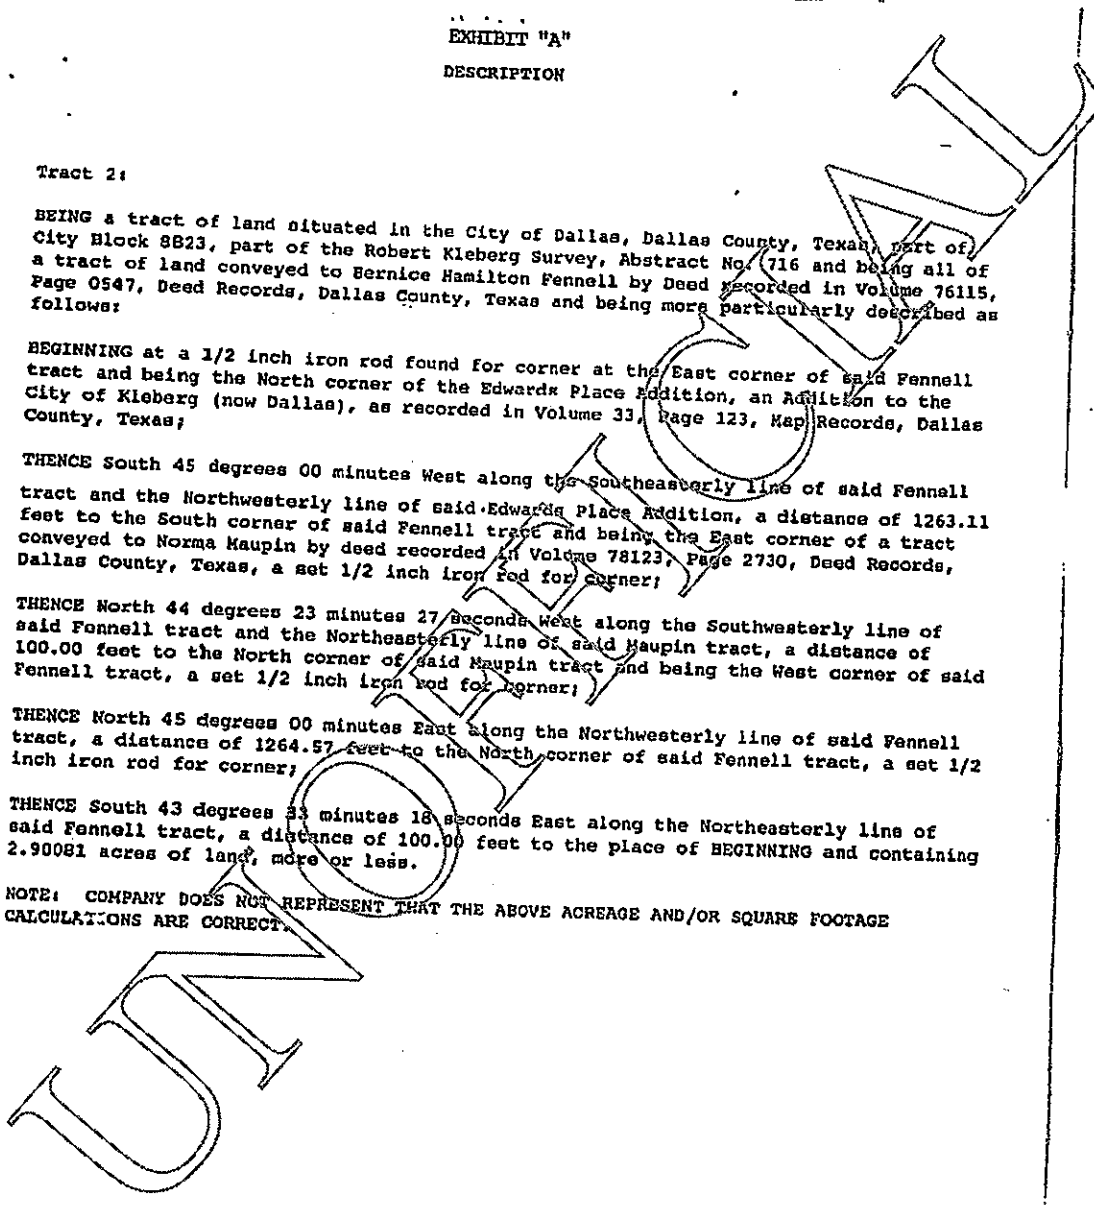 EXHIBIT "A"
DESCRIPTION
Tract 2:
BEING a tract of land situated in the City of Dallas, Dallas County, Texas, part of
City Block 8823, part of the Robert Kleberg Survey, Abstract No. 716 and being all of
a tract of land conveyed to Bernice Hamilton Fennell by Deed recorded in Volume 76115,
Page 0547, Deed Records, Dallas County, Texas and being more particularly described as
follows:
BEGINNING at a 1/2 inch iron rod found for corner at the East corner of said Fennell
tract and being the North corner of the Edwards Place Addition, an Addition to the
City of Kleberg (now Dallas), as recorded in Volume 33, Page 123, Map Records, Dallas
County, Texas;
THENCE South 45 degrees 00 minutes West along the Southeasterly line of said Fennell
tract and the Northwesterly line of said Edwards Place Addition, a distance of 1263.11
feet to the South corner of said Fennell tract and being the East corner of a tract
conveyed to Norma Maupin by deed recorded in Volume 78123, Page 2730, Deed Records,
Dallas County, Texas, a set 1/2 inch iron rod for corner;
THENCE North 44 degrees 23 minutes 27 seconds West along the Southwesterly line of
said Fennell tract and the Northeasterly line of said Maupin tract, a distance of
100.00 feet to the North corner of said Maupin tract and being the West corner of said
Fennell tract, a set 1/2 inch iron rod for corner;
THENCE North 45 degrees 00 minutes East along the Northwesterly line of said Fennell
tract, a distance of 1264.57 feet to the North corner of said Fennell tract, a set 1/2
inch iron rod for corner;
THENCE South 43 degrees 33 minutes 18 seconds East along the Northeasterly line of
said Fennell tract, a distance of 100.00 feet to the place of BEGINNING and containing
2.90081 acres of land, more or less.
NOTE: COMPANY DOES NOT REPRESENT THAT THE ABOVE ACREAGE AND/OR SQUARE FOOTAGE
CALCULATIONS ARE CORRECT.
UNOFFICIAL